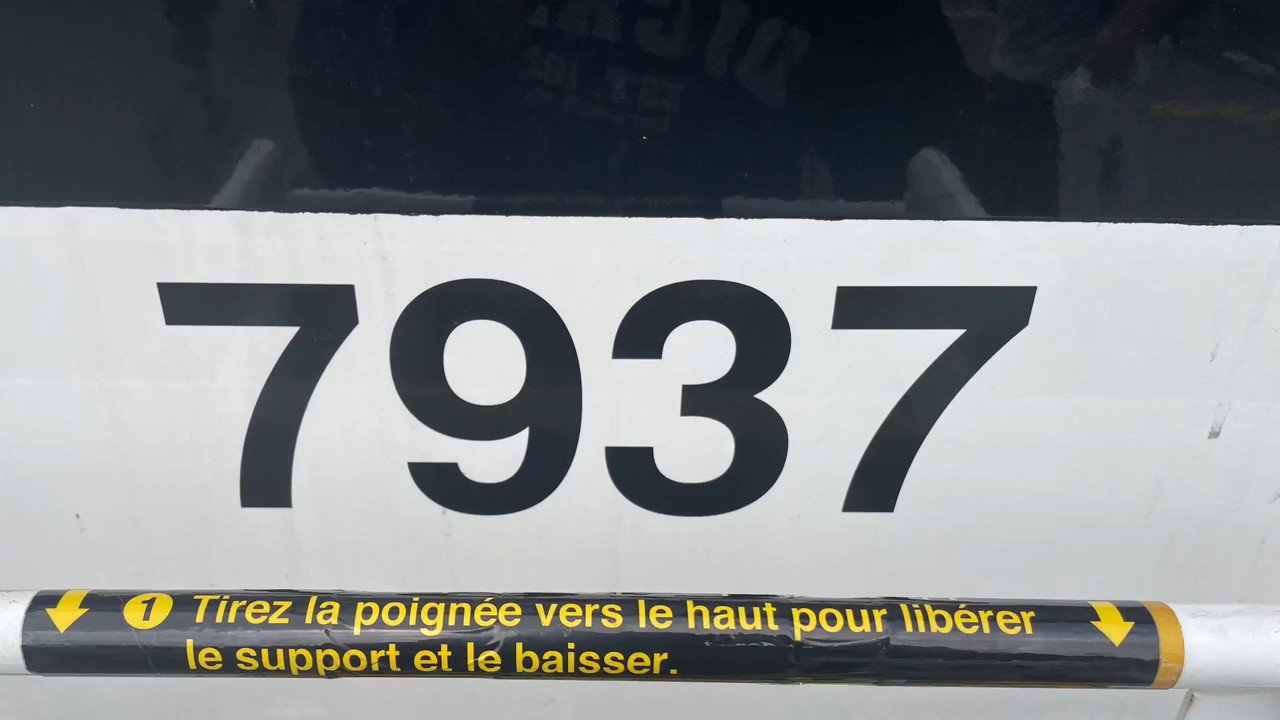 7937
1 Tirez la poignée vers le haut pour libérer
le support et le baisser.